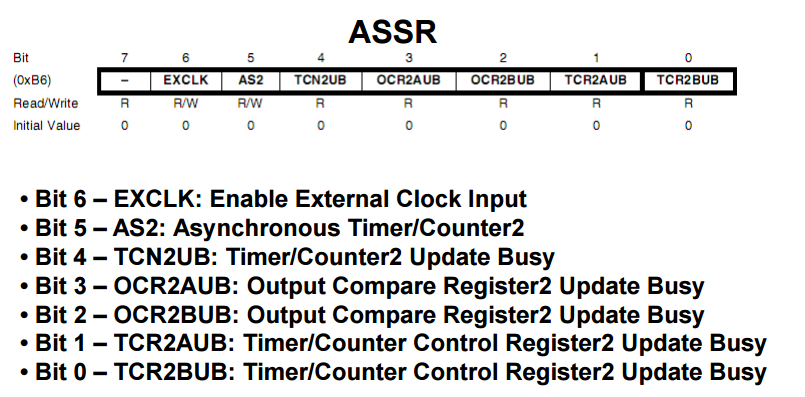 ASSR
Bit 7 6 5 4 3 2 1 0
(0xB6) – EXCLK AS2 TCN2UB OCR2AUB OCR2BUB TCR2AUB TCR2BUB
Read/Write R R/W R/W R R R R R
Initial Value 0 0 0 0 0 0 0 0
• Bit 6 – EXCLK: Enable External Clock Input
• Bit 5 – AS2: Asynchronous Timer/Counter2
• Bit 4 – TCN2UB: Timer/Counter2 Update Busy
• Bit 3 – OCR2AUB: Output Compare Register2 Update Busy
• Bit 2 – OCR2BUB: Output Compare Register2 Update Busy
• Bit 1 – TCR2AUB: Timer/Counter Control Register2 Update Busy
• Bit 0 – TCR2BUB: Timer/Counter Control Register2 Update Busy